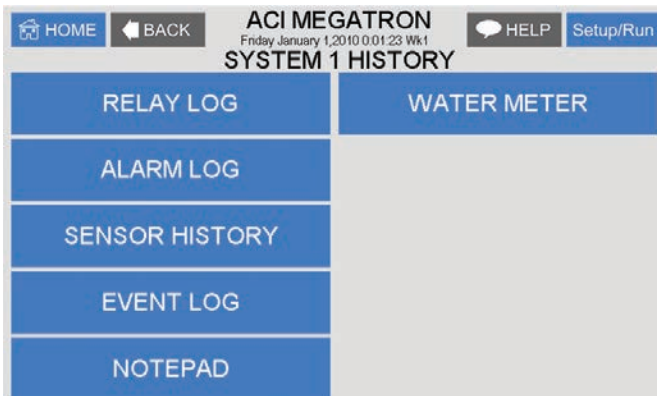 HOME
BACK
ACI MEGATRON
Friday January 1,2010 0:01:23 Wk1
SYSTEM 1 HISTORY
HELP
Setup/Run
RELAY LOG
WATER METER
ALARM LOG
SENSOR HISTORY
EVENT LOG
NOTEPAD